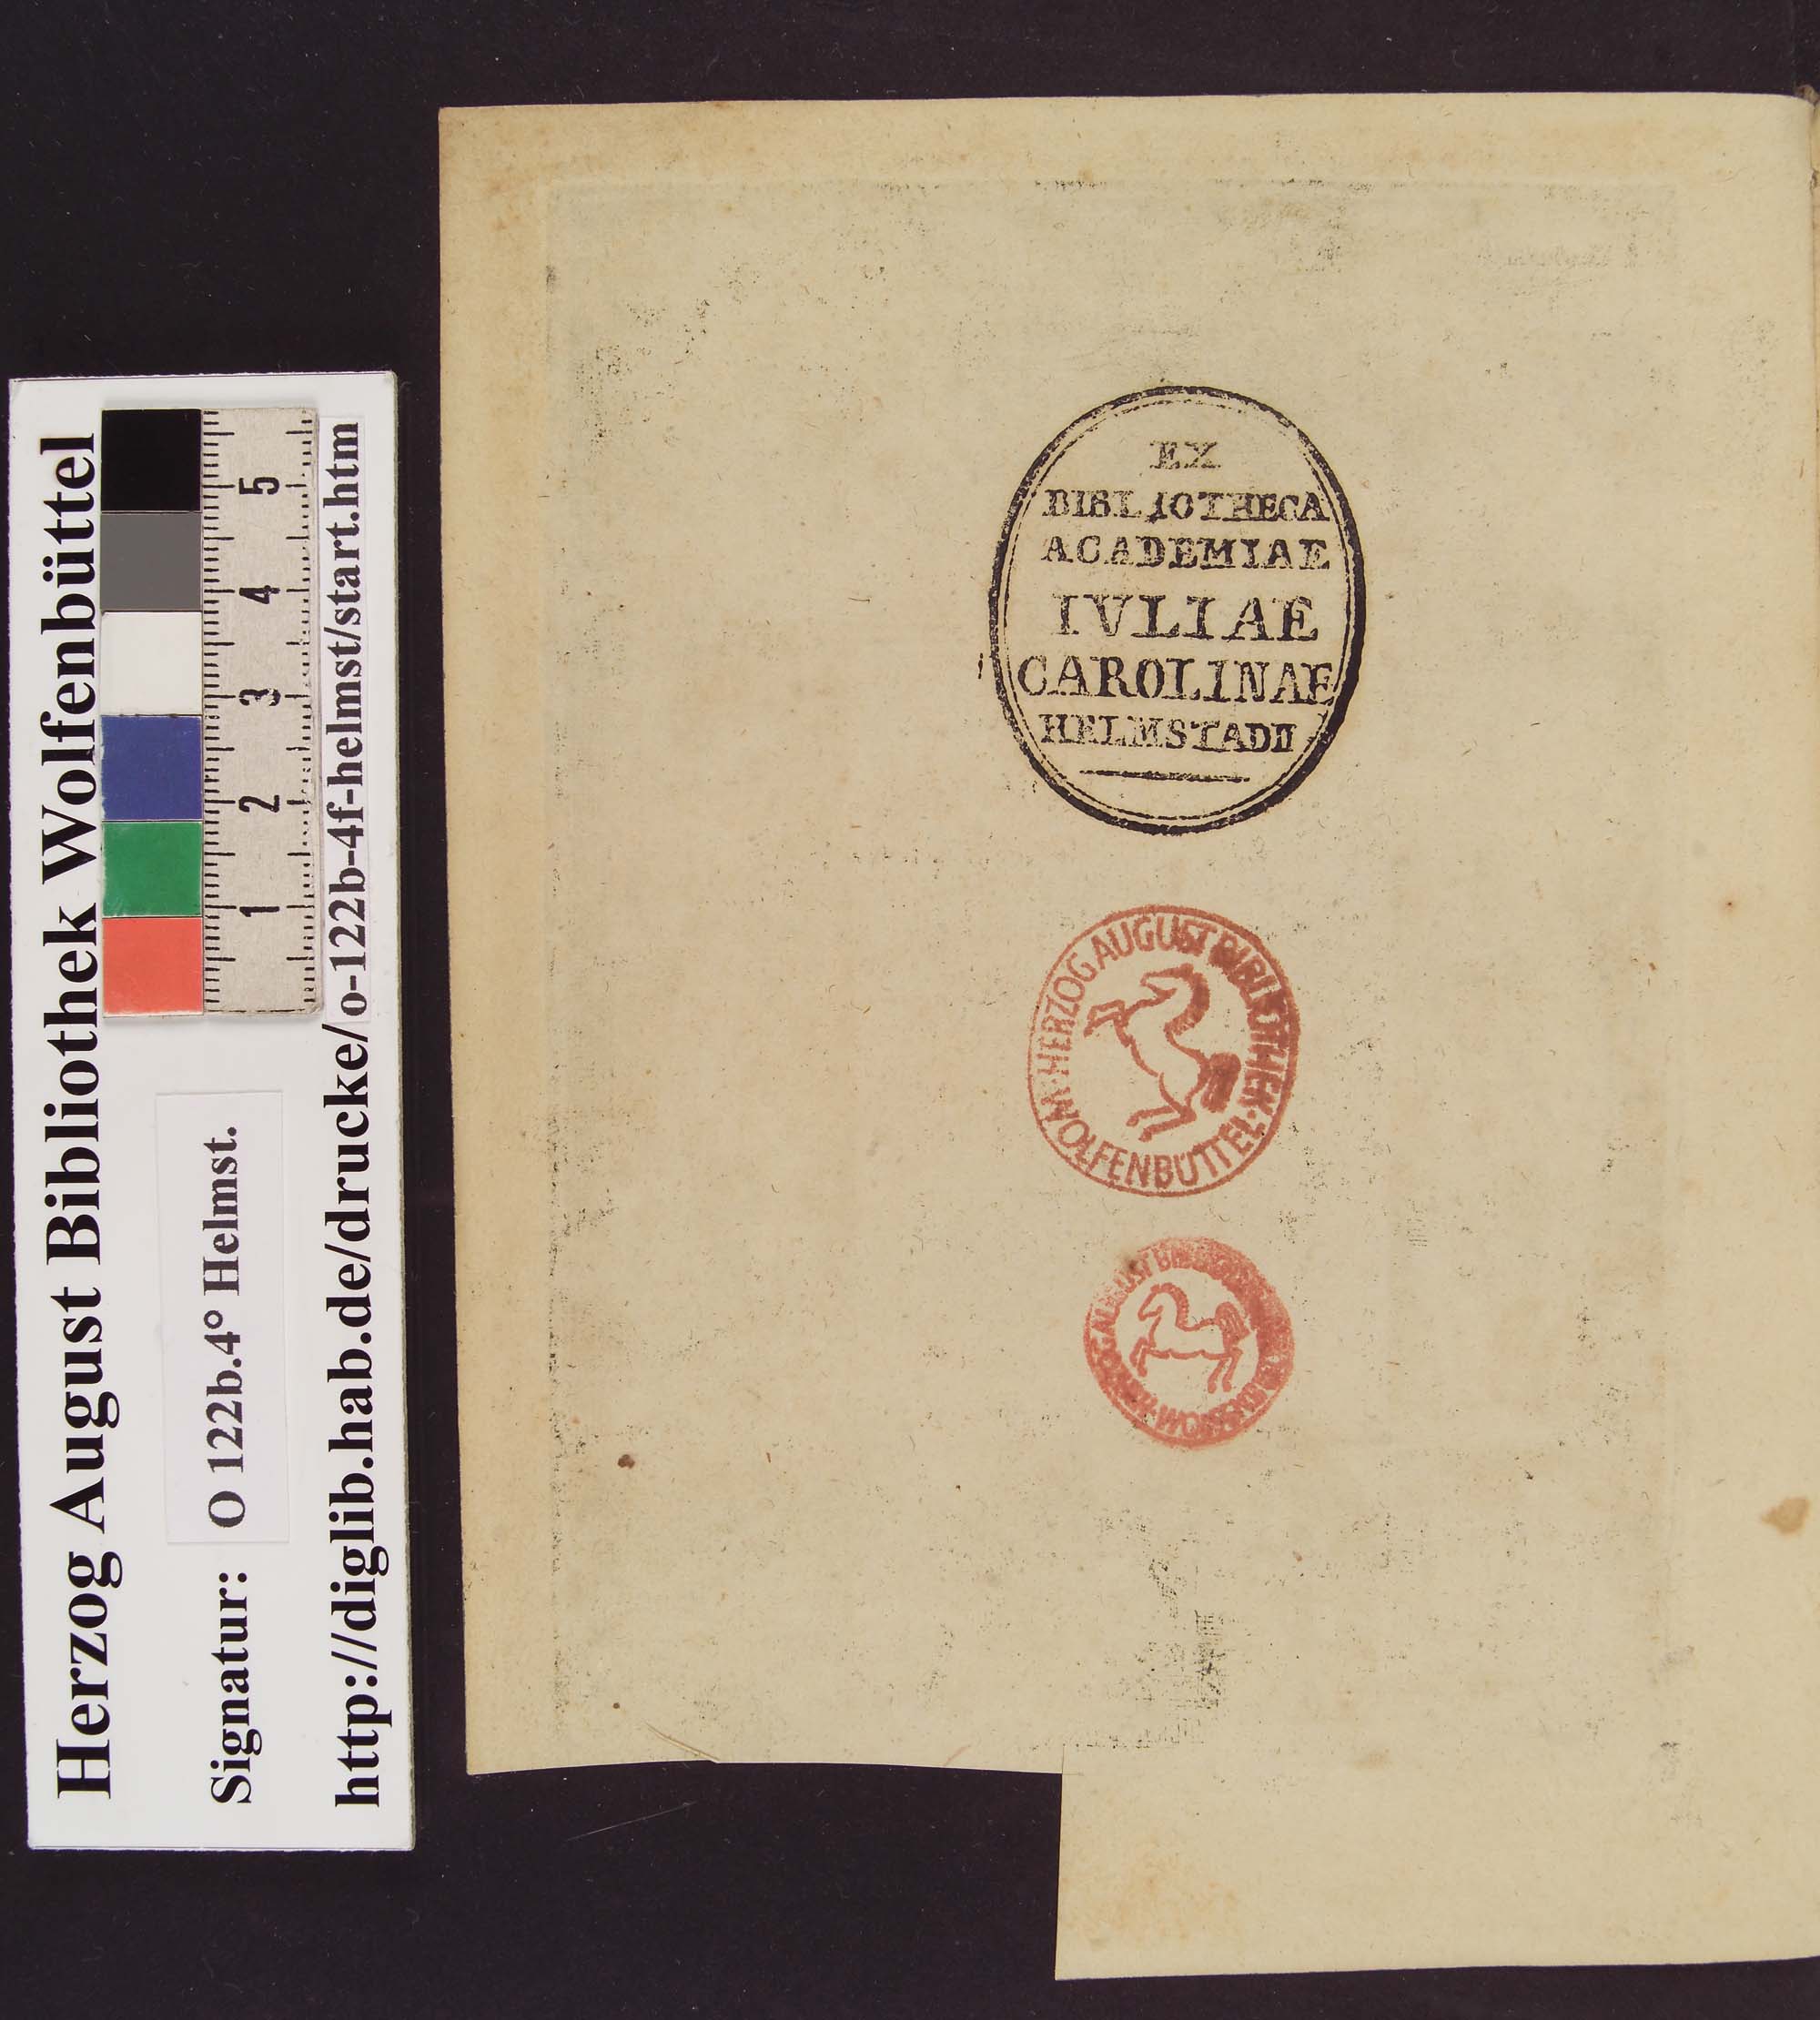 Herzog August Bibliothek Wolfenbüttel
Signatur: O 122b.4° Helmst.
http://diglib.hab.de/drucke/o-122b-4f-helmst/start.htm
5
4
3
2
1
EX
BIBLIOTHECA
ACADEMIAE
IVLIAE
CAROLINAE
HELMSTADII
HERZOG AUGUST BIBLIOTHEK·
WOLFENBÜTTEL·
AUGUST